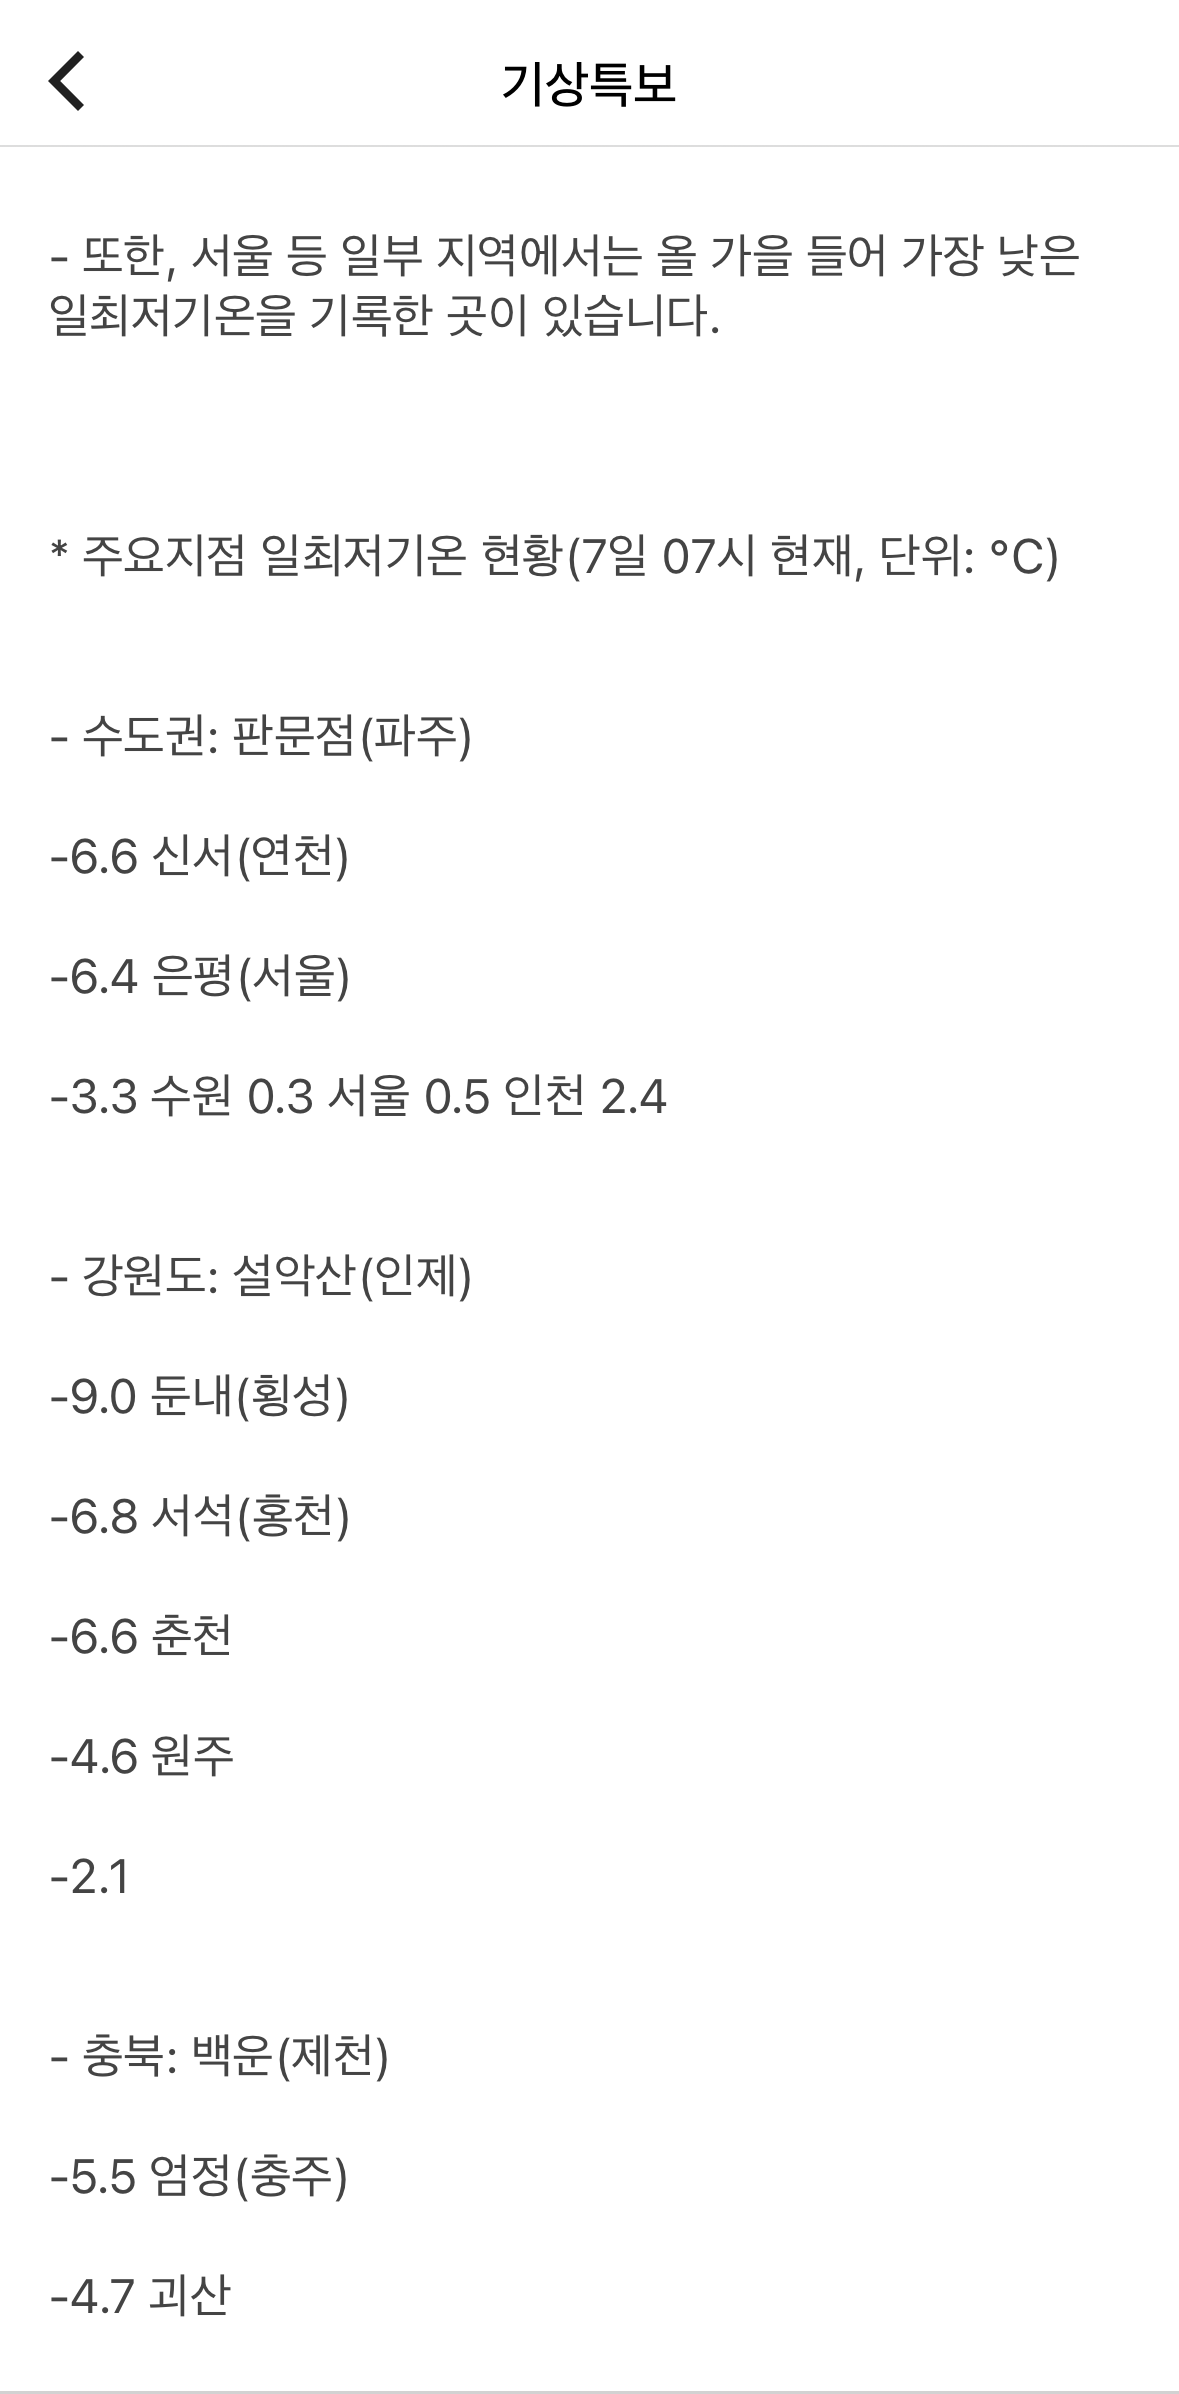 기상특보
- 또한, 서울 등 일부 지역에서는 올 가을 들어 가장 낮은
일최저기온을 기록한 곳이 있습니다.
* 주요지점 일최저기온 현황(7일 07시 현재, 단위: °C)
- 수도권: 판문점(파주)
-6.6 신서(연천)
-6.4 은평(서울)
-3.3 수원 0.3 서울 0.5 인천 2.4
- 강원도: 설악산(인제)
-9.0 둔내(횡성)
-6.8 서석(홍천)
-6.6 춘천
-4.6 원주
-2.1
- 충북: 백운(제천)
-5.5 엄정(충주)
-4.7 괴산